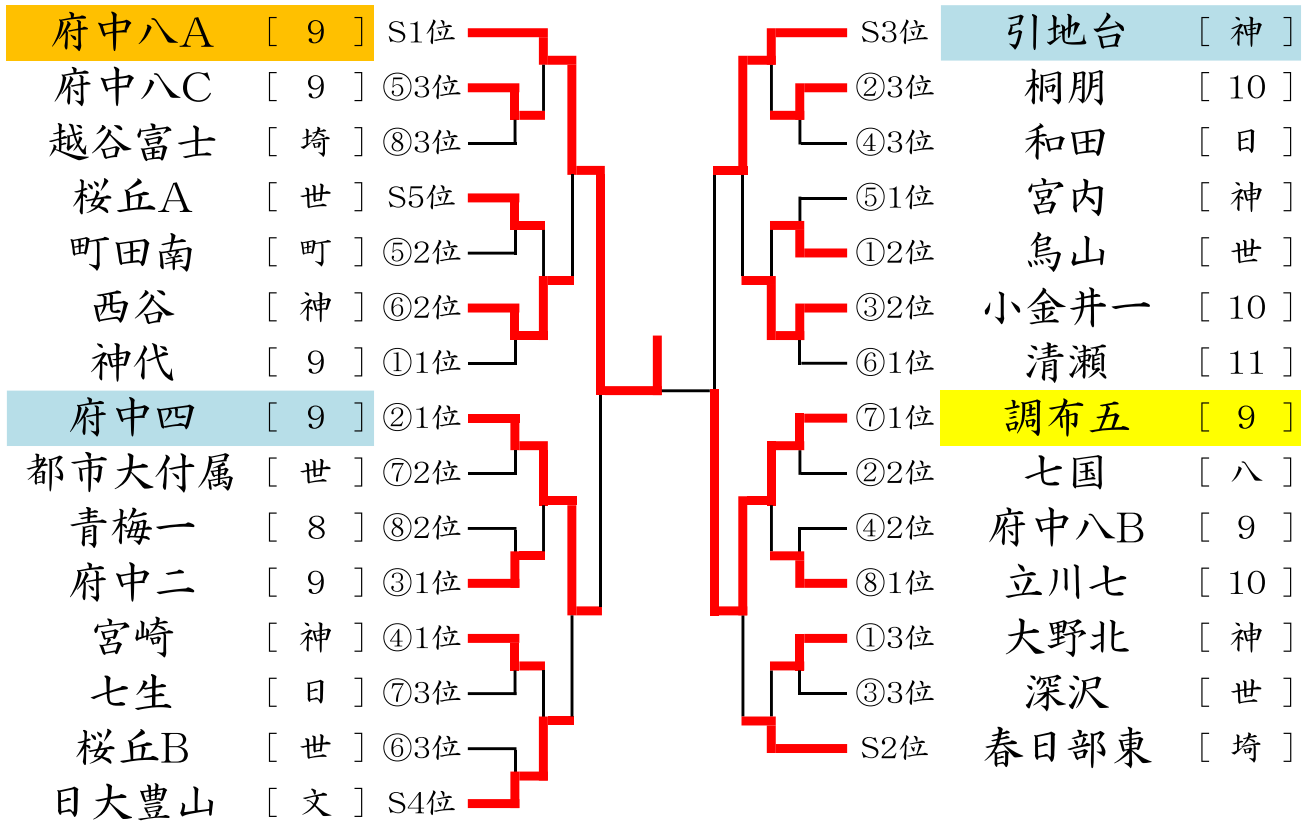 府中八A [ 9 ] S1位
府中八C [ 9 ] ⑤3位
越谷富士 [ 埼 ] ⑧3位
桜丘A [ 世 ] S5位
町田南 [ 町 ] ⑤2位
西谷 [ 神 ] ⑥2位
神代 [ 9 ] ①1位
府中四 [ 9 ] ②1位
都市大付属 [ 世 ] ⑦2位
青梅一 [ 8 ] ⑧2位
府中二 [ 9 ] ③1位
宮崎 [ 神 ] ④1位
七生 [ 日 ] ⑦3位
桜丘B [ 世 ] ⑥3位
日大豊山 [ 文 ] S4位
S3位 引地台 [ 神 ]
②3位 桐朋 [ 10 ]
④3位 和田 [ 日 ]
⑤1位 宮内 [ 神 ]
①2位 烏山 [ 世 ]
③2位 小金井一 [ 10 ]
⑥1位 清瀬 [ 11 ]
⑦1位 調布五 [ 9 ]
②2位 七国 [ 八 ]
④2位 府中八B [ 9 ]
⑧1位 立川七 [ 10 ]
①3位 大野北 [ 神 ]
③3位 深沢 [ 世 ]
S2位 春日部東 [ 埼 ]